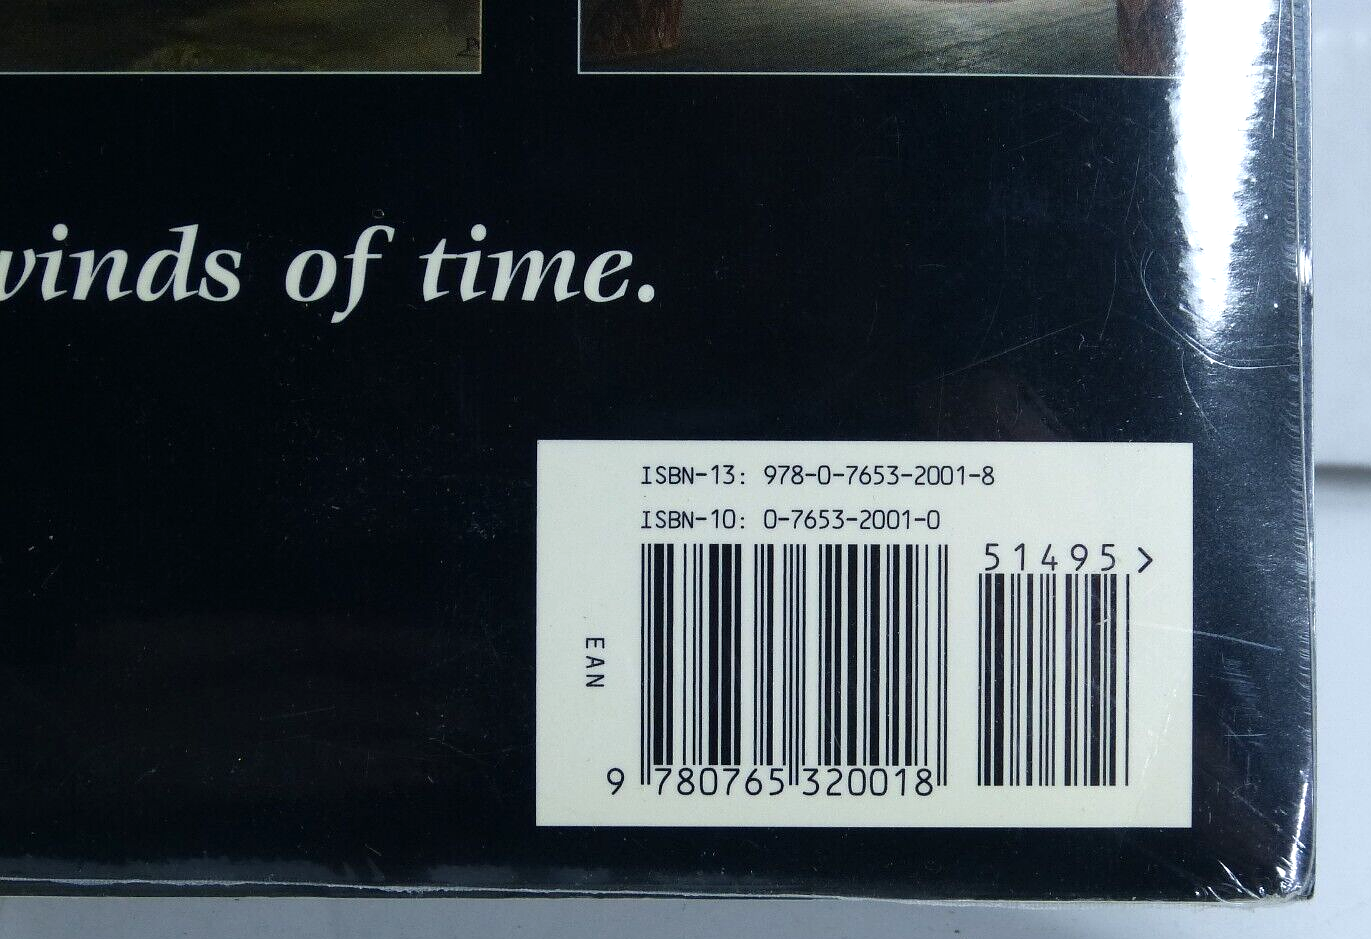 winds of time.
ISBN-13: 978-0-7653-2001-8
ISBN-10: 0-7653-2001-0
51495 >
EAN
9 780765 320018